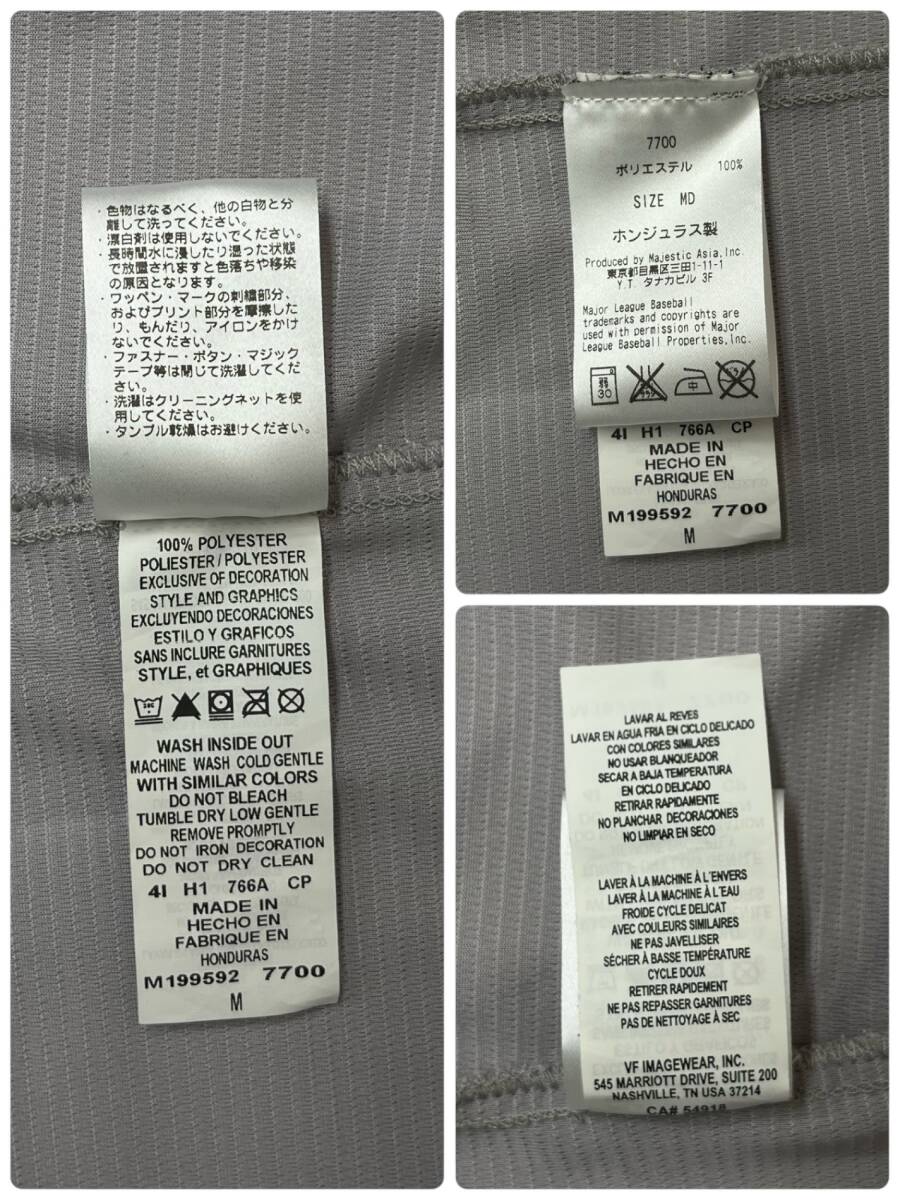 ・色物はなるべく、他の白物と分
離して洗ってください。
・漂白剤は使用しないでください。
・長時間水に浸したり湿った状態
で放置されますと色落ちや移染
の原因となります。
・ワッペン・マークの刺繍部分、
およびプリント部分を摩擦した
り、もんだり、アイロンをかけ
ないでください。
・ファスナー・ボタン・マジック
テープ等は閉じて洗濯してくだ
さい。
・洗濯はクリーニングネットを使
用してください。
・タンブル乾燥はお避けください。
100% POLYESTER
POLIESTER / POLYESTER
EXCLUSIVE OF DECORATION
STYLE AND GRAPHICS
EXCLUYENDO DECORACIONES
ESTILO Y GRAFICOS
SANS INCLURE GARNITURES
STYLE, et GRAPHIQUES
WASH INSIDE OUT
MACHINE WASH COLD GENTLE
WITH SIMILAR COLORS
DO NOT BLEACH
TUMBLE DRY LOW GENTLE
REMOVE PROMPTLY
DO NOT IRON DECORATION
DO NOT DRY CLEAN
4I H1 766A CP
MADE IN
HECHO EN
FABRIQUE EN
HONDURAS
M199592 7700
M
7700
ポリエステル 100%
SIZE MD
ホンジュラス製
Produced by Majestic Asia,Inc.
東京都目黒区三田1-11-1
Y.T. タナカビル 3F
Major League Baseball
trademarks and copyrights are
used with permission of Major
League Baseball Properties,Inc.
30 中
4I H1 766A CP
MADE IN
HECHO EN
FABRIQUE EN
HONDURAS
M199592 7700
M
LAVAR AL REVES
LAVAR EN AGUA FRIA EN CICLO DELICADO
CON COLORES SIMILARES
NO USAR BLANQUEADOR
SECAR A BAJA TEMPERATURA
EN CICLO DELICADO
RETIRAR RAPIDAMENTE
NO PLANCHAR DECORACIONES
NO LIMPIAR EN SECO
LAVER À LA MACHINE À L'ENVERS
LAVER À LA MACHINE À L'EAU
FROIDE CYCLE DELICAT
AVEC COULEURS SIMILAIRES
NE PAS JAVELLISER
SÉCHER À BASSE TEMPÉRATURE
CYCLE DOUX
RETIRER RAPIDEMENT
NE PAS REPASSER GARNITURES
PAS DE NETTOYAGE À SEC
VF IMAGEWEAR, INC.
545 MARRIOTT DRIVE, SUITE 200
NASHVILLE, TN USA 37214
CA# 54918